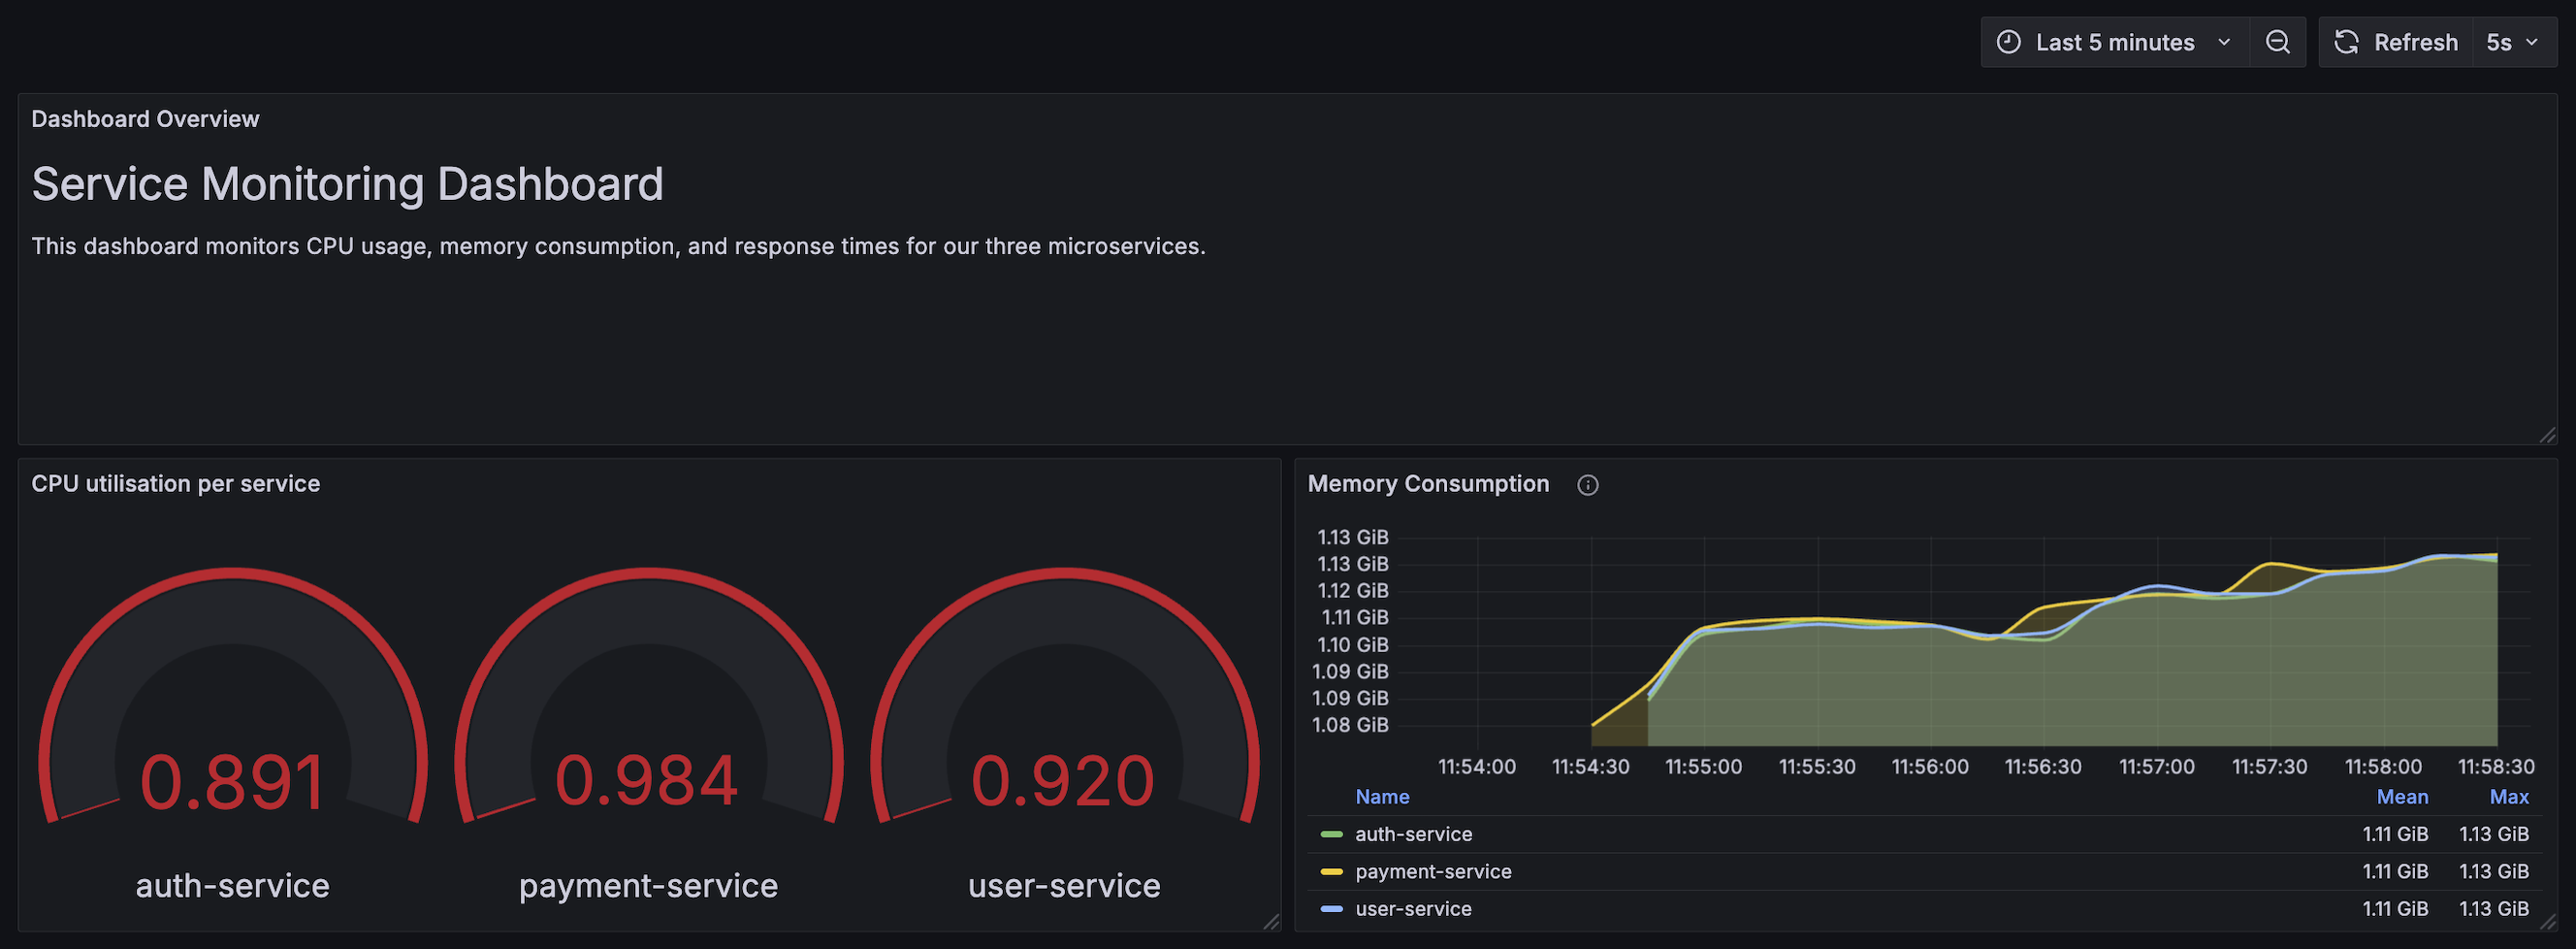 Last 5 minutes
Refresh
5s
Dashboard Overview
Service Monitoring Dashboard
This dashboard monitors CPU usage, memory consumption, and response times for our three microservices.
CPU utilisation per service
0.891
0.984
0.920
auth-service
payment-service
user-service
Memory Consumption
1.13 GiB
1.13 GiB
1.12 GiB
1.11 GiB
1.10 GiB
1.09 GiB
1.09 GiB
1.08 GiB
11:54:00 11:54:30 11:55:00 11:55:30 11:56:00 11:56:30 11:57:00 11:57:30 11:58:00 11:58:30
Name Mean Max
auth-service 1.11 GiB 1.13 GiB
payment-service 1.11 GiB 1.13 GiB
user-service 1.11 GiB 1.13 GiB